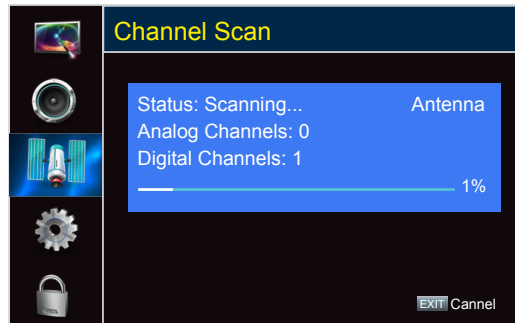 Channel Scan
Status: Scanning... Antenna
Analog Channels: 0
Digital Channels: 1
1%
EXIT Cannel